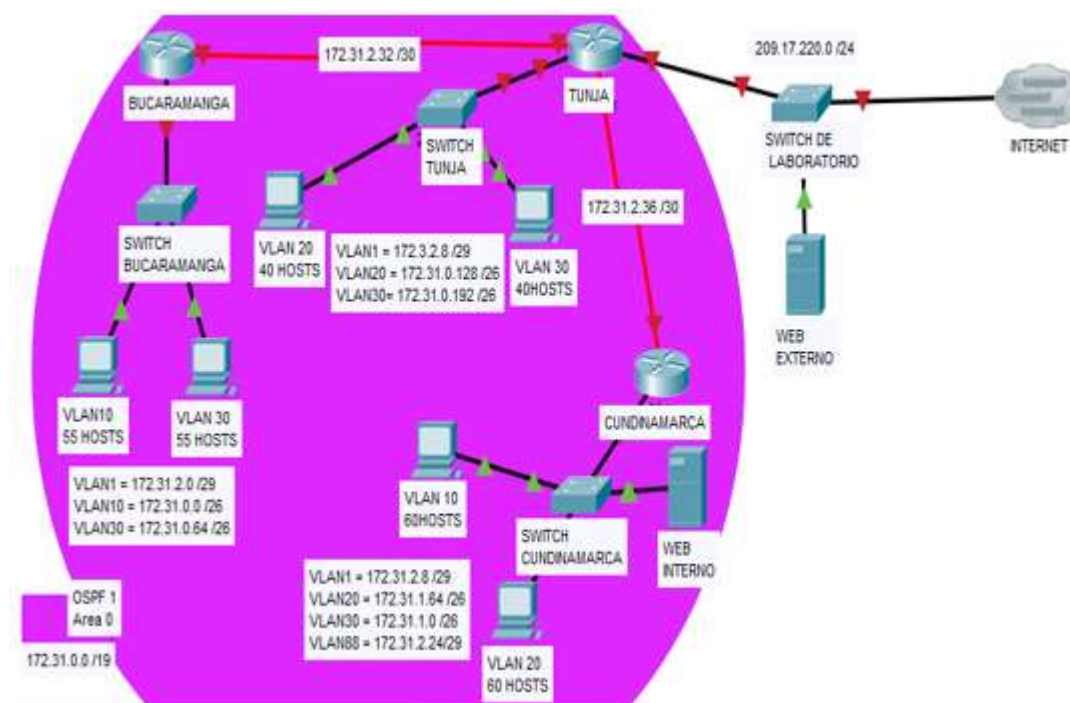 172.31.2.32 /30
BUCARAMANGA
TUNJA
209.17.220.0 /24
SWITCH DE
LABORATORIO
INTERNET
SWITCH
TUNJA
172.31.2.36 /30
SWITCH
BUCARAMANGA
VLAN 20
40 HOSTS
VLAN1 = 172.3.2.8 /29
VLAN20 = 172.31.0.128 /26
VLAN30= 172.31.0.192 /26
VLAN 30
40HOSTS
WEB
EXTERNO
VLAN10
55 HOSTS
VLAN 30
55 HOSTS
CUNDINAMARCA
VLAN1 = 172.31.2.0 /29
VLAN10 = 172.31.0.0 /26
VLAN30 = 172.31.0.64 /26
VLAN 10
60HOSTS
SWITCH
CUNDINAMARCA
WEB
INTERNO
VLAN1 = 172.31.2.8 /29
VLAN20 = 172.31.1.64 /26
VLAN30 = 172.31.1.0 /26
VLAN88 = 172.31.2.24/29
OSPF 1
Area 0
172.31.0.0 /19
VLAN 20
60 HOSTS